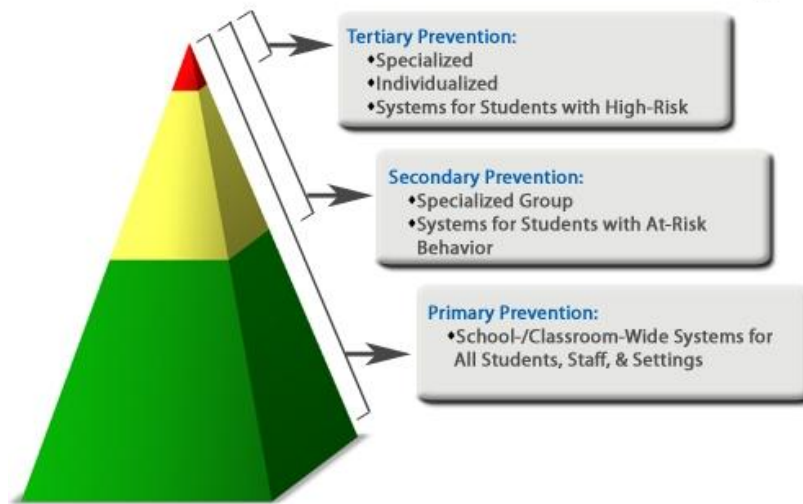 Tertiary Prevention:
♦Specialized
♦Individualized
♦Systems for Students with High-Risk
Secondary Prevention:
♦Specialized Group
♦Systems for Students with At-Risk
Behavior
Primary Prevention:
♦School-/Classroom-Wide Systems for
All Students, Staff, & Settings